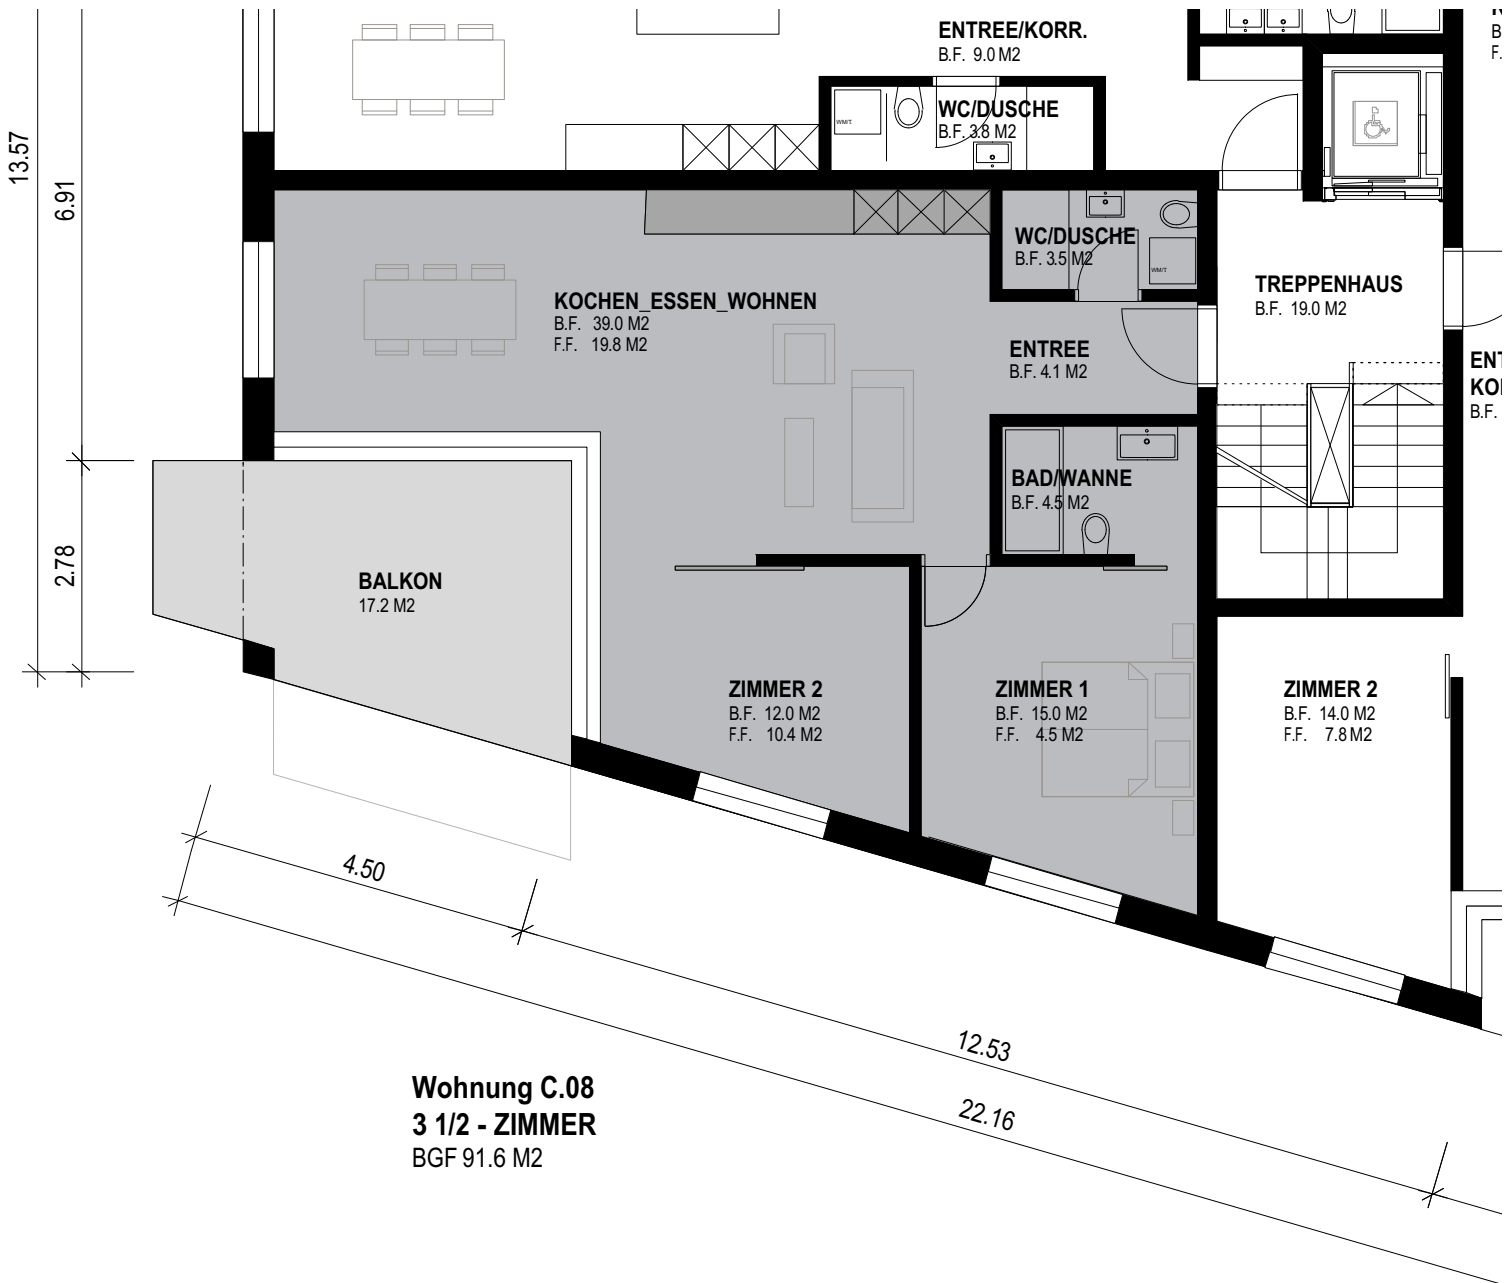 ENTREE/KORR.
B.F. 9.0 M2
WC/DUSCHE
B.F. 3.8 M2
WM/T.
13.57
6.91
2.78
WC/DUSCHE
B.F. 3.5 M2
WM/T
KOCHEN_ESSEN_WOHNEN
B.F. 39.0 M2
F.F. 19.8 M2
ENTREE
B.F. 4.1 M2
TREPPENHAUS
B.F. 19.0 M2
B.F.
BAD/WANNE
B.F. 4.5 M2
BALKON
17.2 M2
ZIMMER 2
B.F. 12.0 M2
F.F. 10.4 M2
ZIMMER 1
B.F. 15.0 M2
F.F. 4.5 M2
ZIMMER 2
B.F. 14.0 M2
F.F. 7.8 M2
4.50
12.53
22.16
Wohnung C.08
3 1/2 - ZIMMER
BGF 91.6 M2